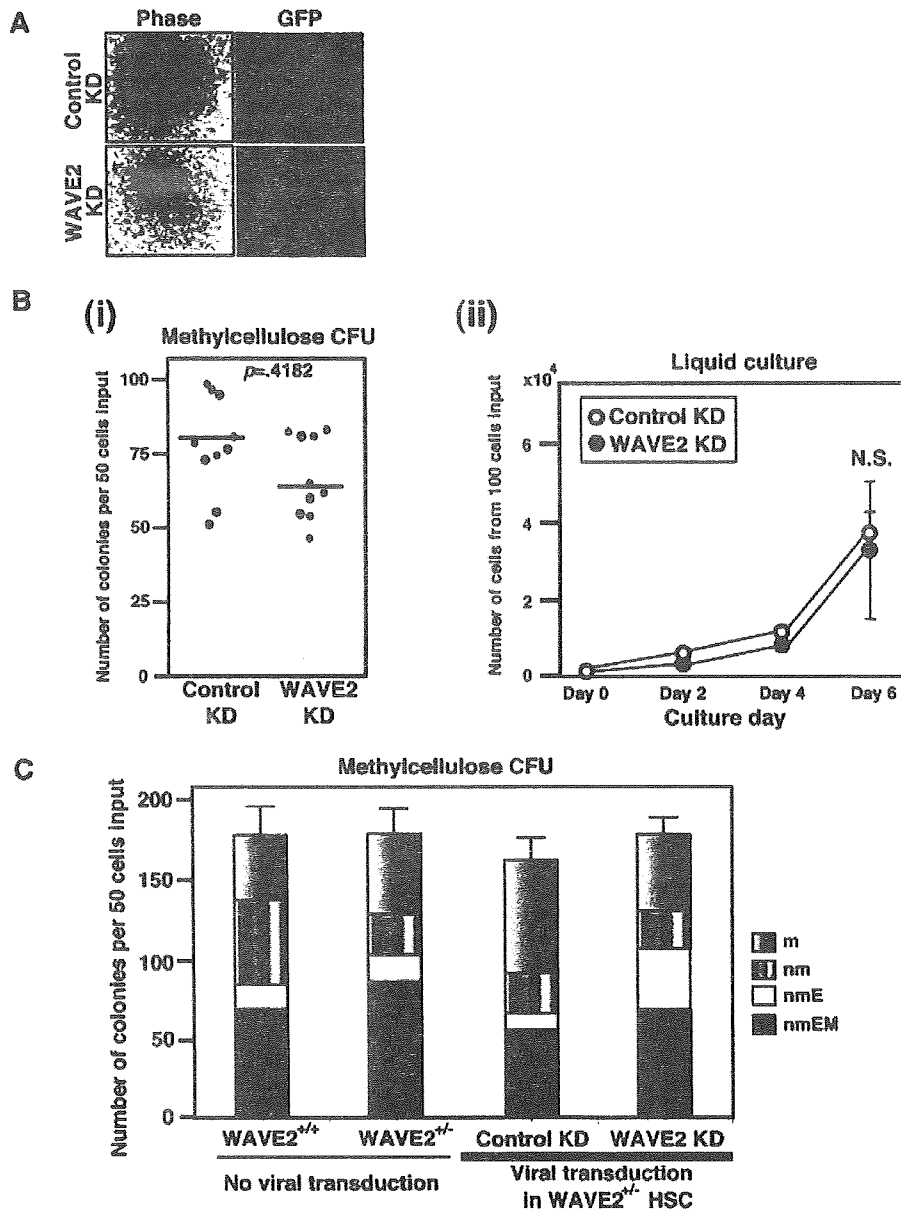 A
Phase GFP
Control KD
WAVE2 KD
B
(i)
Methylcellulose CFU
p=.4182
Number of colonies per 50 cells input
100
75
50
25
0
Control KD
WAVE2 KD
(ii)
Liquid culture
x10⁴
Number of cells from 100 cells input
8
6
4
2
0
Control KD
WAVE2 KD
N.S.
Day 0 Day 2 Day 4 Day 6
Culture day
C
Methylcellulose CFU
Number of colonies per 50 cells input
200
150
100
50
0
m
nm
nmE
nmEM
WAVE2+/+ WAVE2+/- Control KD WAVE2 KD
No viral transduction
Viral transduction
in WAVE2+/- HSC